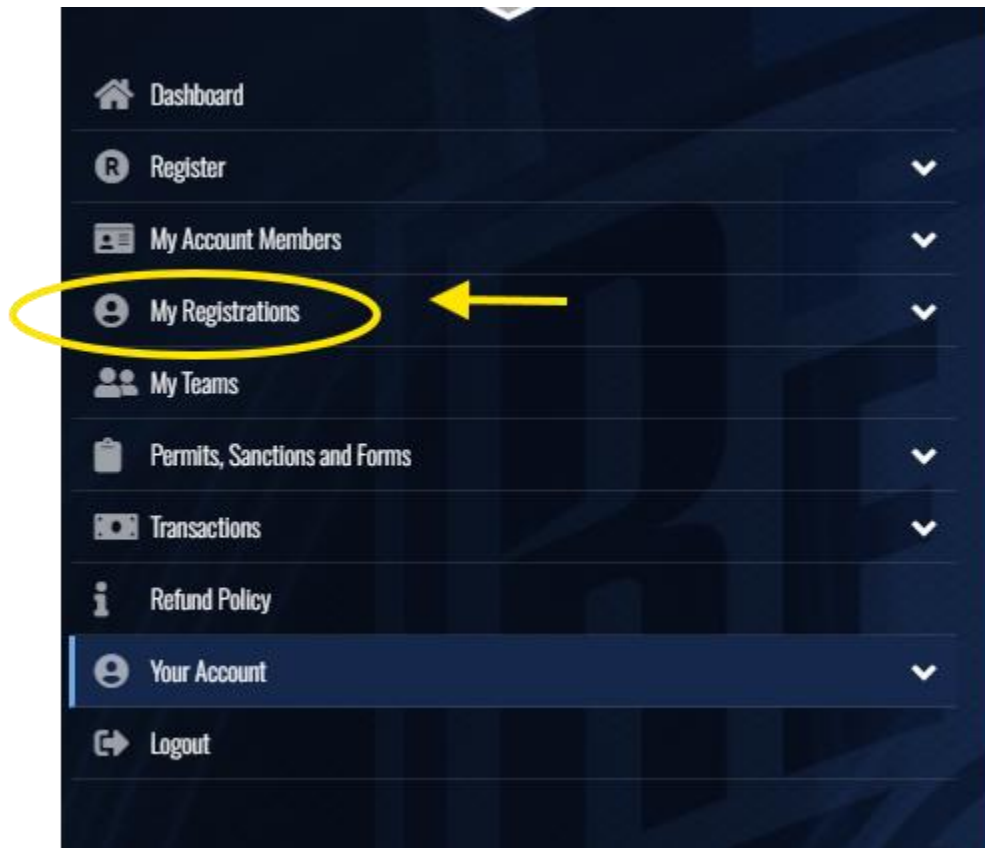 Dashboard
Register
My Account Members
My Registrations
My Teams
Permits, Sanctions and Forms
Transactions
Refund Policy
Your Account
Logout